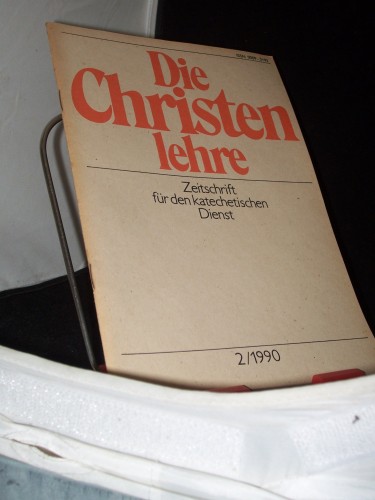 Die
Christen
lehre
Zeitschrift
für den katechetischen
Dienst
2/1990